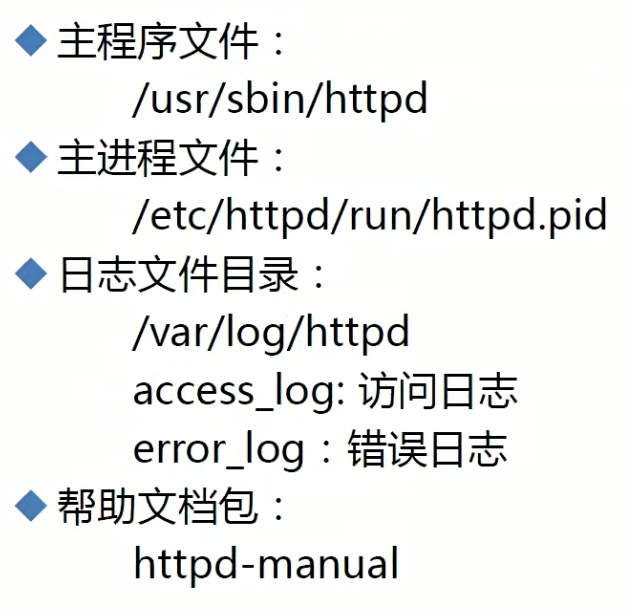 主程序文件：
/usr/sbin/httpd
主进程文件：
/etc/httpd/run/httpd.pid
日志文件目录：
/var/log/httpd
access_log: 访问日志
error_log：错误日志
帮助文档包：
httpd-manual